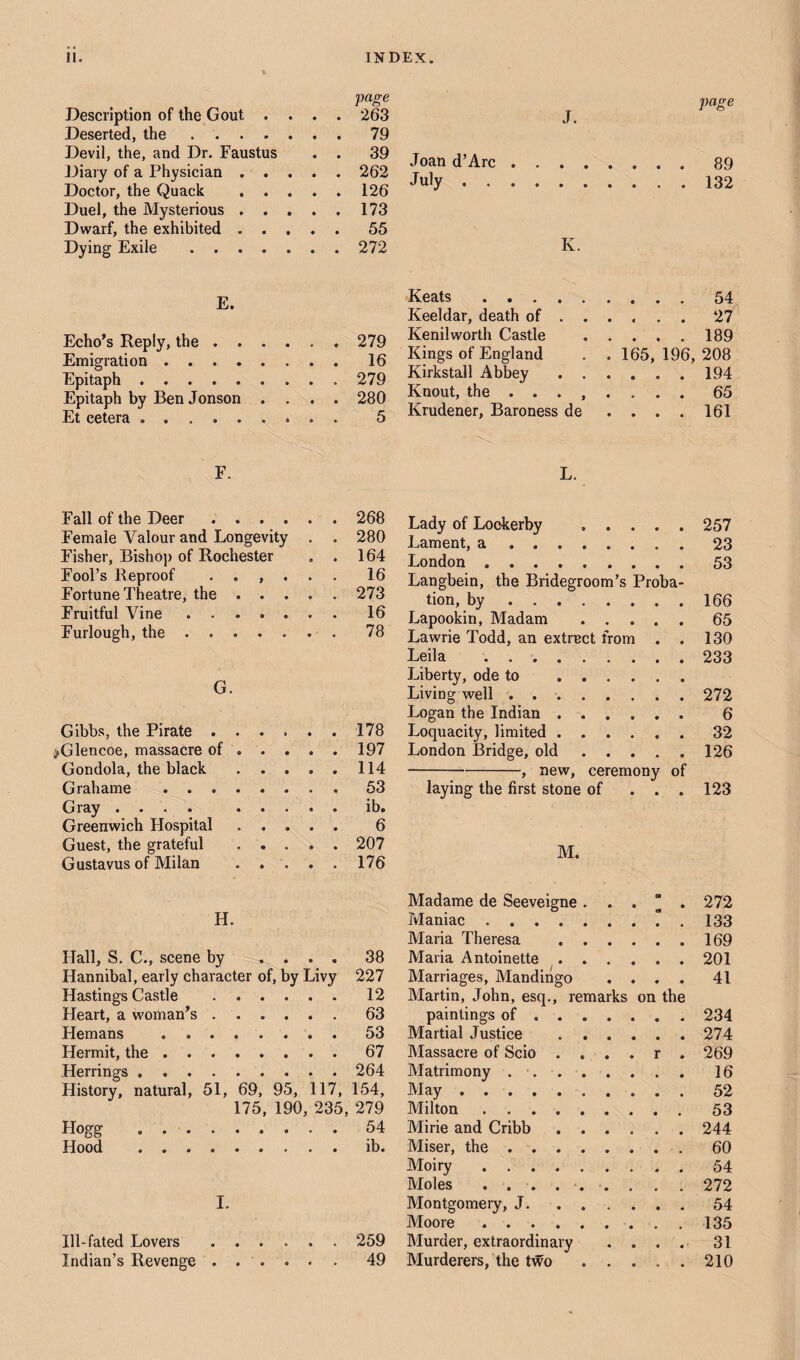 ii. INDEX.
page
Description of the Gout . . . . 263
Deserted, the . . . . . . . 79
Devil, the, and Dr. Faustus . . 39
Diary of a Physician . . . . . 262
Doctor, the Quack . . . . . 126
Duel, the Mysterious . . . . . 173
Dwarf, the exhibited . . . . . 55
Dying Exile . . . . . . . 272
E.
Echo's Reply, the . . . . . . 279
Emigration . . . . . . . . 16
Epitaph . . . . . . . . . 279
Epitaph by Ben Jonson . . . . 280
Et cetera . . . . . . . . . 5
F.
Fall of the Deer . . . . . . 268
Female Valour and Longevity . . 280
Fisher, Bishop of Rochester . . 164
Fool's Reproof . . , . . . 16
Fortune Theatre, the . . . . . 273
Fruitful Vine . . . . . . . 16
Furlough, the . . . . . . . 78
G.
Gibbs, the Pirate . . . . . . 178
Glencoe, massacre of . . . . . 197
Gondola, the black . . . . . 114
Grahame . . . . . . . . 53
Gray . . . . . . . . . ib.
Greenwich Hospital . . . . . 6
Guest, the grateful . . . . . 207
Gustavus of Milan . . . . . 176
H.
Hall, S. C., scene by . . . . 38
Hannibal, early character of, by Livy 227
Hastings Castle . . . . . . 12
Heart, a woman's . . . . . . 63
Hemans . . . . . . . . 53
Hermit, the . . . . . . . . 67
Herrings . . . . . . . . . 264
History, natural, 51, 69, 95, 117, 154,
175, 190, 235, 279
Hogg . . . . . . . . . 54
Hood . . . . . . . . . ib.
I.
Ill-fated Lovers . . . . . . 259
Indian's Revenge . . . . . . 49
page
J.
Joan d'Arc . . . . . . . . 89
July . . . . . . . . . . 132
K.
Keats . . . . . . . . . 54
Keeldar, death of . . . . . . 27
Kenilworth Castle . . . . . 189
Kings of England . . 165, 196, 208
Kirkstall Abbey . . . . . . 194
Knout, the . . . , . . . . 65
Krudener, Baroness de . . . . 161
L.
Lady of Lockerby . . . . . 257
Lament, a . . . . . . . . 23
London . . . . . . . . . 53
Langbein, the Bridegroom's Proba-
tion, by . . . . . . . . 166
Lapookin, Madam . . . . . 65
Lawrie Todd, an extract from . . 130
Leila . . . . . . . . . 233
Liberty, ode to . . . . . .
Living well . . . . . . . . 272
Logan the Indian . . . . . . 6
Loquacity, limited . . . . . . 32
London Bridge, old . . . . . 126
————, new, ceremony of
laying the first stone of . . . 123
M.
Madame de Seeveigne . . . . . 272
Maniac . . . . . . . . . 133
Maria Theresa . . . . . . 169
Maria Antoinette . . . . . . 201
Marriages, Mandingo . . . . 41
Martin, John, esq., remarks on the
paintings of . . . . . . . 234
Martial Justice . . . . . . 274
Massacre of Scio . . . . r . 269
Matrimony . . . . . . . . 16
May . . . . . . . . . . 52
Milton . . . . . . . . . 53
Mirie and Cribb . . . . . . 244
Miser, the . . . . . . . . 60
Moiry . . . . . . . . . 54
Moles . . . . . . . . . 272
Montgomery, J. . . . . . . 54
Moore . . . . . . . . . 135
Murder, extraordinary . . . . 31
Murderers, the two . . . . . 210